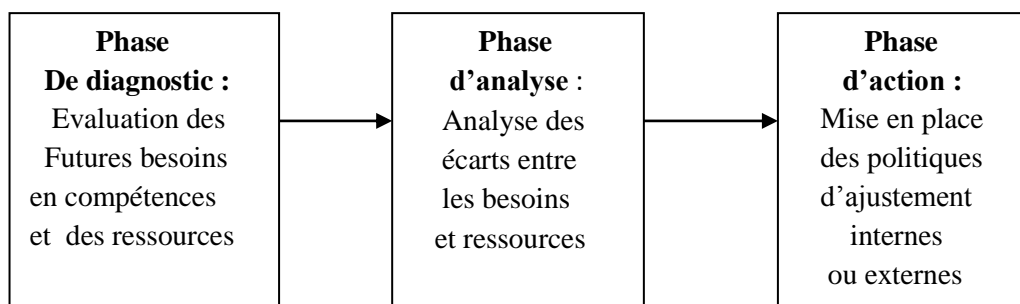 Phase
De diagnostic :
Evaluation des
Futures besoins
en compétences
et des ressources
Phase
d’analyse :
Analyse des
écarts entre
les besoins
et ressources
Phase
d’action :
Mise en place
des politiques
d’ajustement
internes
ou externes